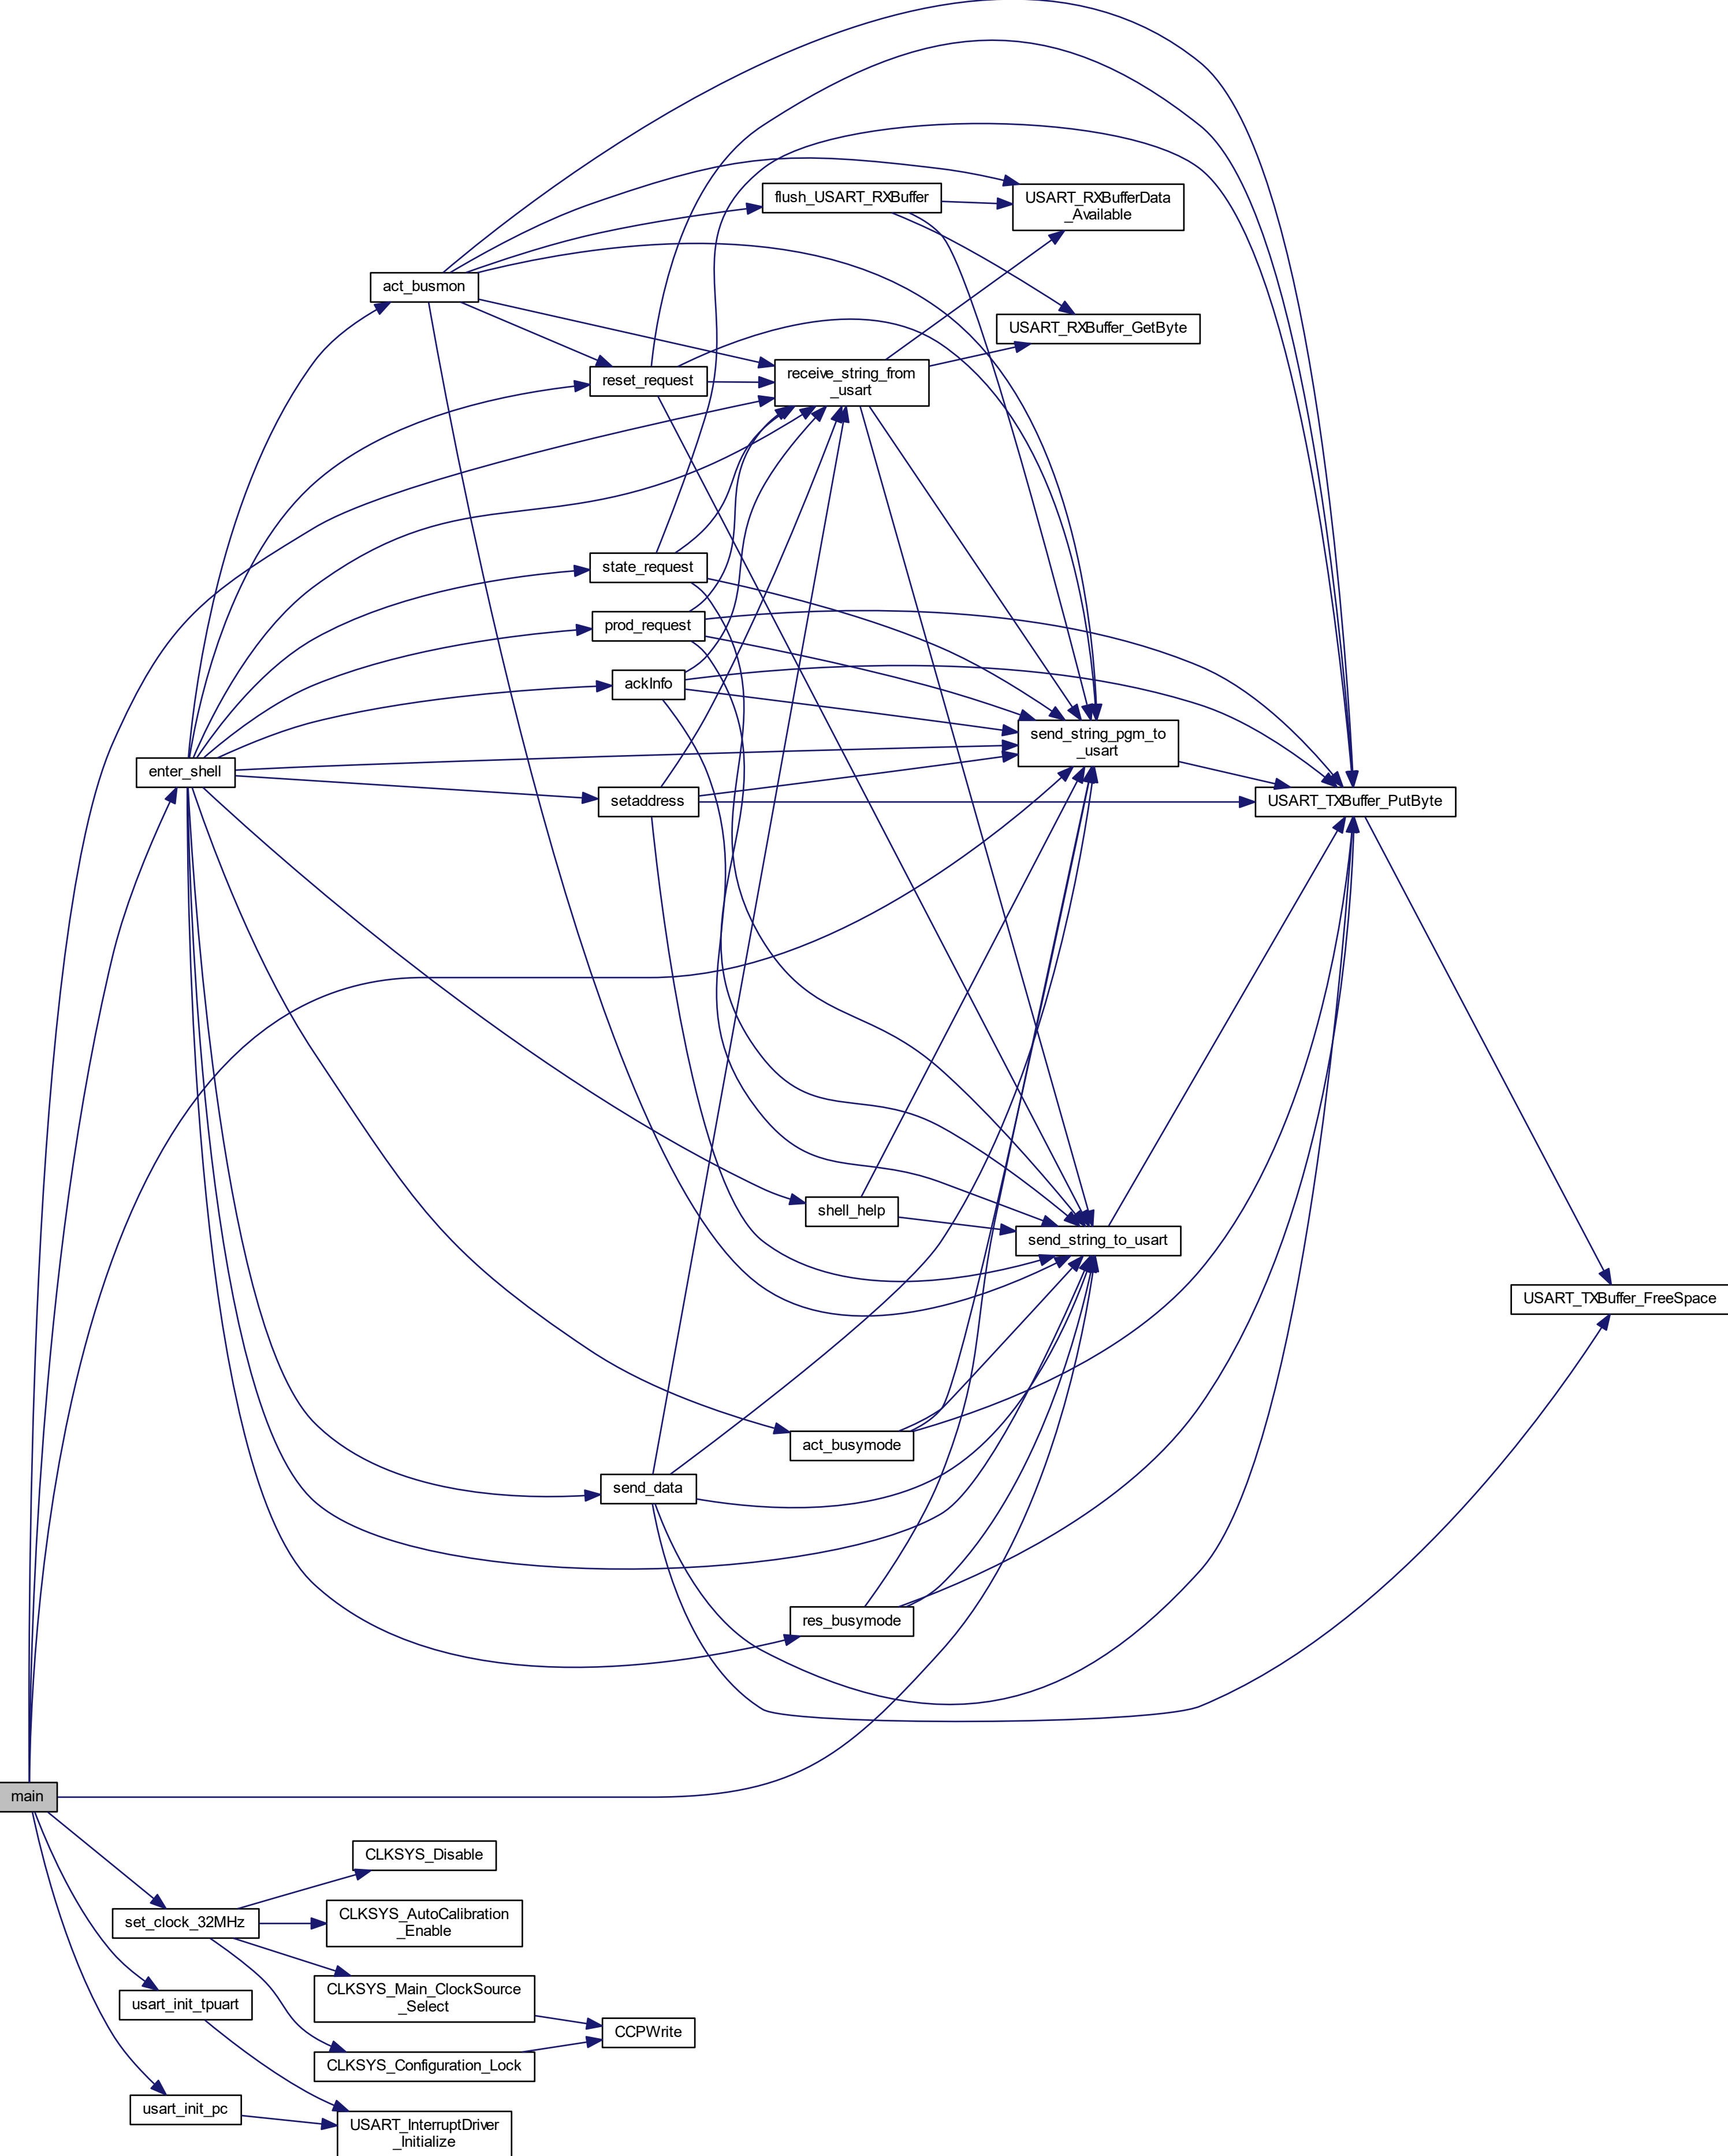 flush_USART_RXBuffer
USART_RXBufferData
_Available
act_busmon
USART_RXBuffer_GetByte
reset_request
receive_string_from
_usart
state_request
prod_request
ackInfo
send_string_pgm_to
_usart
enter_shell
setaddress
USART_TXBuffer_PutByte
shell_help
send_string_to_usart
USART_TXBuffer_FreeSpace
act_busymode
send_data
res_busymode
main
CLKSYS_Disable
set_clock_32MHz
CLKSYS_AutoCalibration
_Enable
CLKSYS_Main_ClockSource
_Select
usart_init_tpuart
CCPWrite
CLKSYS_Configuration_Lock
usart_init_pc
USART_InterruptDriver
_Initialize